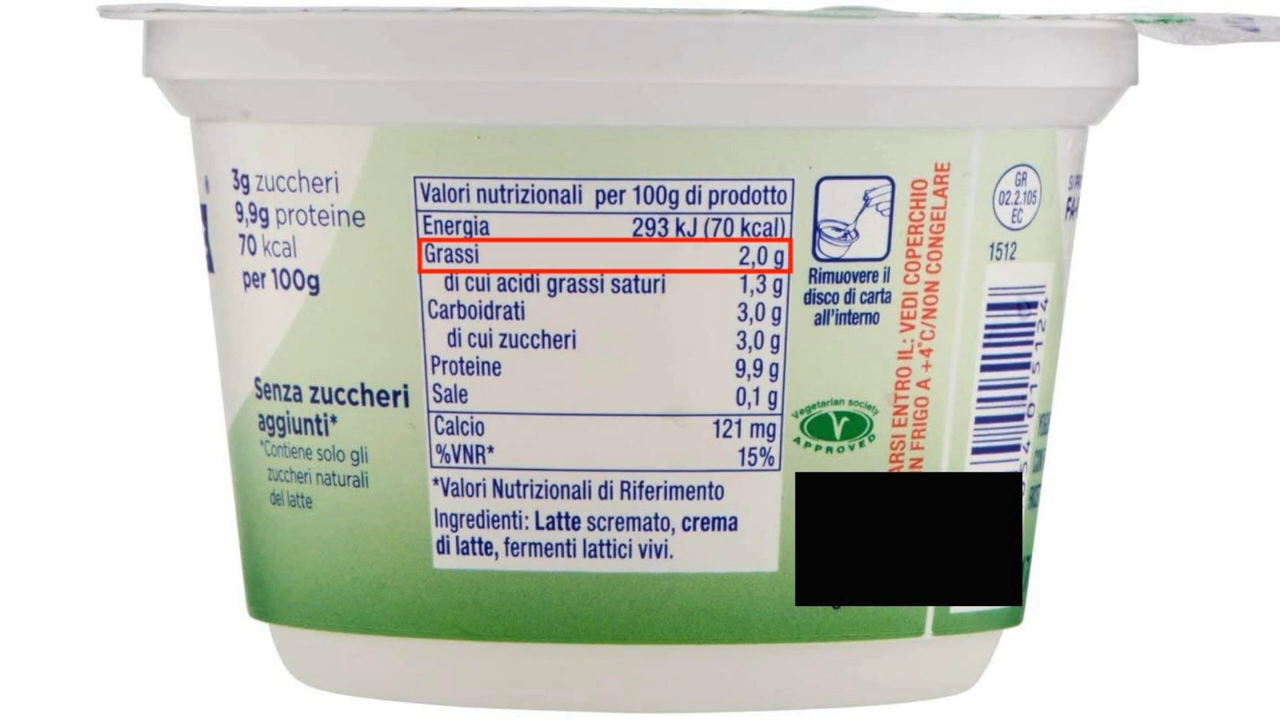 3g zuccheri
9,9g proteine
70 kcal
per 100g
Senza zuccheri
aggiunti*
*Contiene solo gli
zuccheri naturali
del latte
Valori nutrizionali per 100g di prodotto
Energia 293 kJ (70 kcal)
Grassi 2,0 g
di cui acidi grassi saturi 1,3 g
Carboidrati 3,0 g
di cui zuccheri 3,0 g
Proteine 9,9 g
Sale 0,1 g
Calcio 121 mg
%VNR* 15%
*Valori Nutrizionali di Riferimento
Ingredienti: Latte scremato, crema
di latte, fermenti lattici vivi.
Rimuovere il
disco di carta
all'interno
Vegetarian society
V
APPROVED
ARSI ENTRO IL: VEDI COPERCHIO
N FRIGO A +4°C/NON CONGELARE
GR
02.2.105
EC
1512
015124